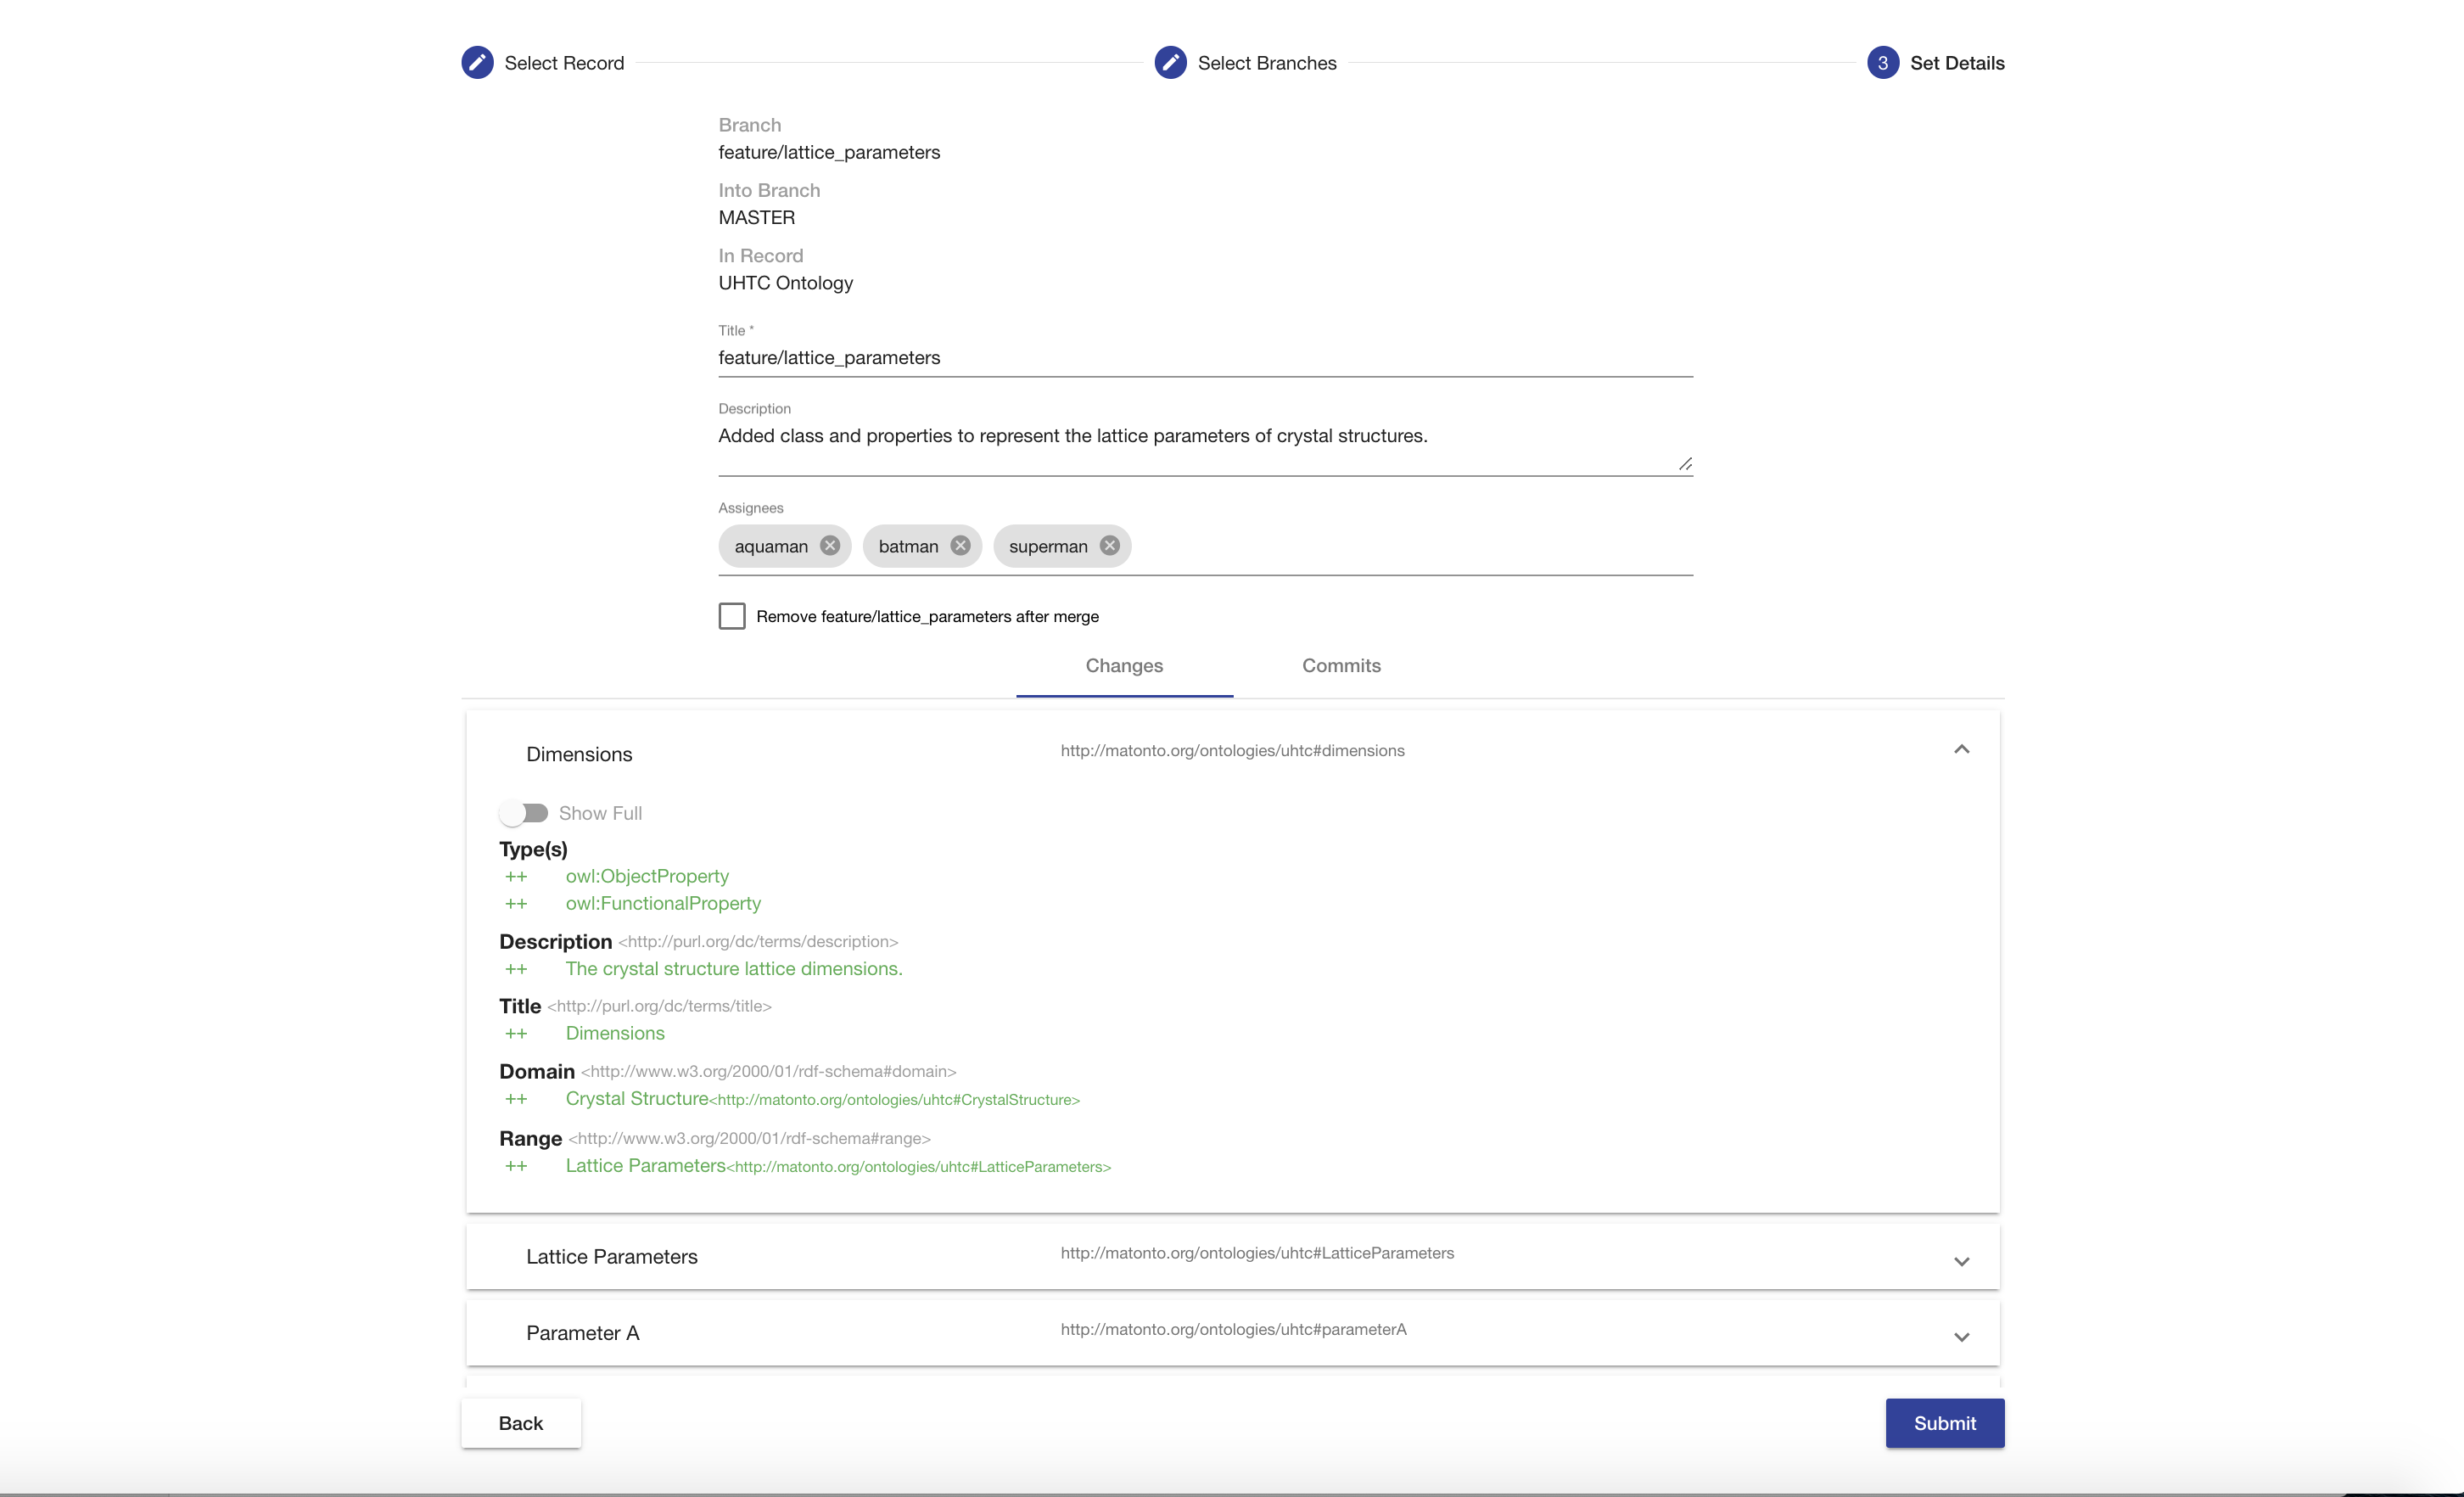 Select Record
Select Branches
3 Set Details
Branch
feature/lattice_parameters
Into Branch
MASTER
In Record
UHTC Ontology
Title *
feature/lattice_parameters
Description
Added class and properties to represent the lattice parameters of crystal structures.
Assignees
aquaman batman superman
Remove feature/lattice_parameters after merge
Changes Commits
Dimensions http://matonto.org/ontologies/uhtc#dimensions
Show Full
Type(s)
++ owl:ObjectProperty
++ owl:FunctionalProperty
Description <http://purl.org/dc/terms/description>
++ The crystal structure lattice dimensions.
Title <http://purl.org/dc/terms/title>
++ Dimensions
Domain <http://www.w3.org/2000/01/rdf-schema#domain>
++ Crystal Structure<http://matonto.org/ontologies/uhtc#CrystalStructure>
Range <http://www.w3.org/2000/01/rdf-schema#range>
++ Lattice Parameters<http://matonto.org/ontologies/uhtc#LatticeParameters>
Lattice Parameters http://matonto.org/ontologies/uhtc#LatticeParameters
Parameter A http://matonto.org/ontologies/uhtc#parameterA
Back Submit